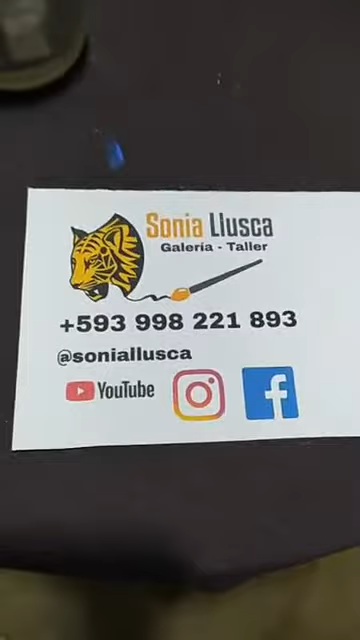 Sonia Llusca
Galería - Taller
+593 998 221 893
@soniallusca
YouTube